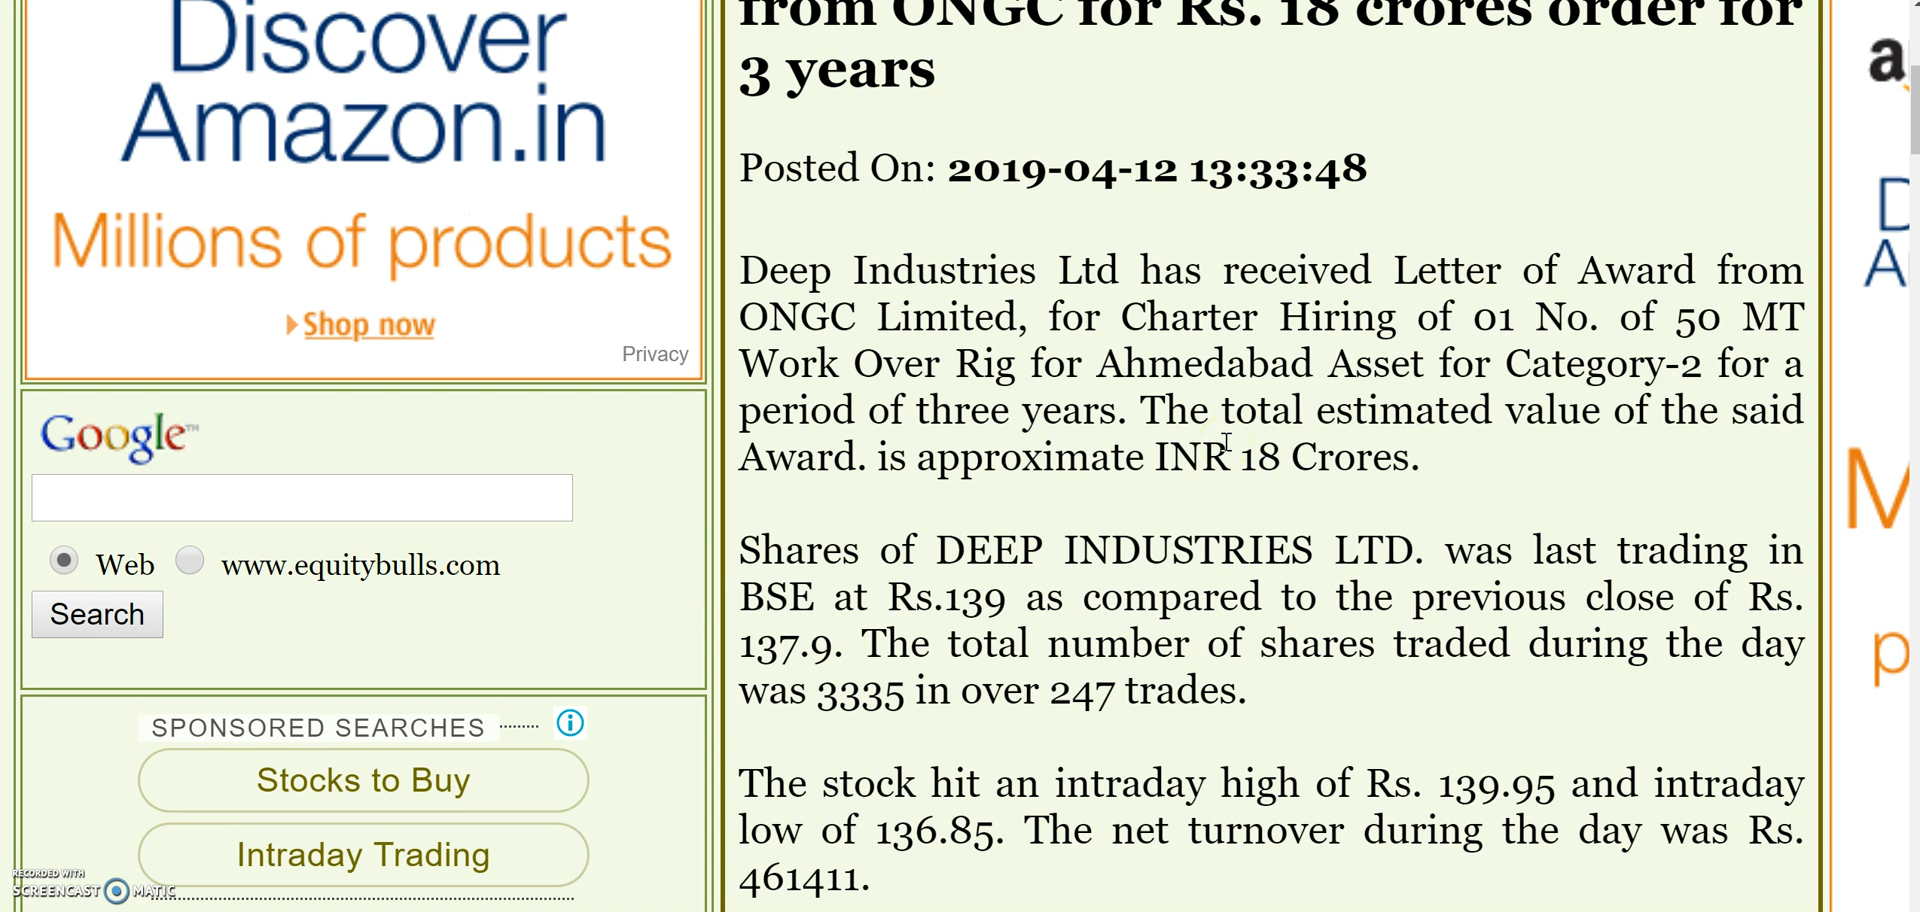 Discover
Amazon.in
Millions of products
Shop now
Privacy
Google™
Web
www.equitybulls.com
Search
SPONSORED SEARCHES
Stocks to Buy
Intraday Trading
RECORDED WITH
SCREENCAST MATIC
from ONGC for Rs. 18 crores order for
3 years
Posted On: 2019-04-12 13:33:48
Deep Industries Ltd has received Letter of Award from
ONGC Limited, for Charter Hiring of 01 No. of 50 MT
Work Over Rig for Ahmedabad Asset for Category-2 for a
period of three years. The total estimated value of the said
Award. is approximate INR 18 Crores.
Shares of DEEP INDUSTRIES LTD. was last trading in
BSE at Rs.139 as compared to the previous close of Rs.
137.9. The total number of shares traded during the day
was 3335 in over 247 trades.
The stock hit an intraday high of Rs. 139.95 and intraday
low of 136.85. The net turnover during the day was Rs.
461411.
a
D
A
M
p